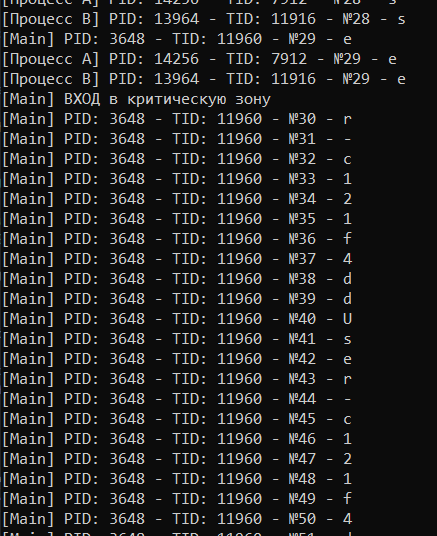 [Процесс A] PID: 14256 - TID: 7912 - №28 - s
[Процесс B] PID: 13964 - TID: 11916 - №28 - s
[Main] PID: 3648 - TID: 11960 - №29 - e
[Процесс A] PID: 14256 - TID: 7912 - №29 - e
[Процесс B] PID: 13964 - TID: 11916 - №29 - e
[Main] ВХОД в критическую зону
[Main] PID: 3648 - TID: 11960 - №30 - r
[Main] PID: 3648 - TID: 11960 - №31 - -
[Main] PID: 3648 - TID: 11960 - №32 - c
[Main] PID: 3648 - TID: 11960 - №33 - 1
[Main] PID: 3648 - TID: 11960 - №34 - 2
[Main] PID: 3648 - TID: 11960 - №35 - 1
[Main] PID: 3648 - TID: 11960 - №36 - f
[Main] PID: 3648 - TID: 11960 - №37 - 4
[Main] PID: 3648 - TID: 11960 - №38 - d
[Main] PID: 3648 - TID: 11960 - №39 - d
[Main] PID: 3648 - TID: 11960 - №40 - U
[Main] PID: 3648 - TID: 11960 - №41 - s
[Main] PID: 3648 - TID: 11960 - №42 - e
[Main] PID: 3648 - TID: 11960 - №43 - r
[Main] PID: 3648 - TID: 11960 - №44 - -
[Main] PID: 3648 - TID: 11960 - №45 - c
[Main] PID: 3648 - TID: 11960 - №46 - 1
[Main] PID: 3648 - TID: 11960 - №47 - 2
[Main] PID: 3648 - TID: 11960 - №48 - 1
[Main] PID: 3648 - TID: 11960 - №49 - f
[Main] PID: 3648 - TID: 11960 - №50 - 4
[Main] PID: 3648 - TID: 11960 - №51 - d